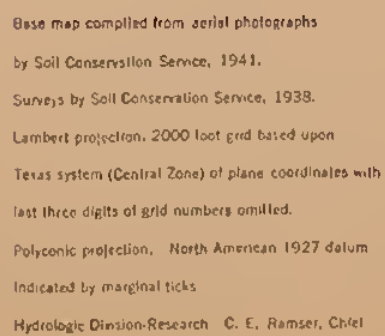 Base map compiled from aerial photographs
by Soil Conservation Service, 1941.
Surveys by Soil Conservation Service, 1938.
Lambert projection. 2000 foot grid based upon
Texas system (Central Zone) of plane coordinates with
last three digits of grid numbers omitted.
Polyconic projection, North American 1927 datum
Indicated by marginal ticks
Hydrologic Division-Research C. E. Ramser, Chief